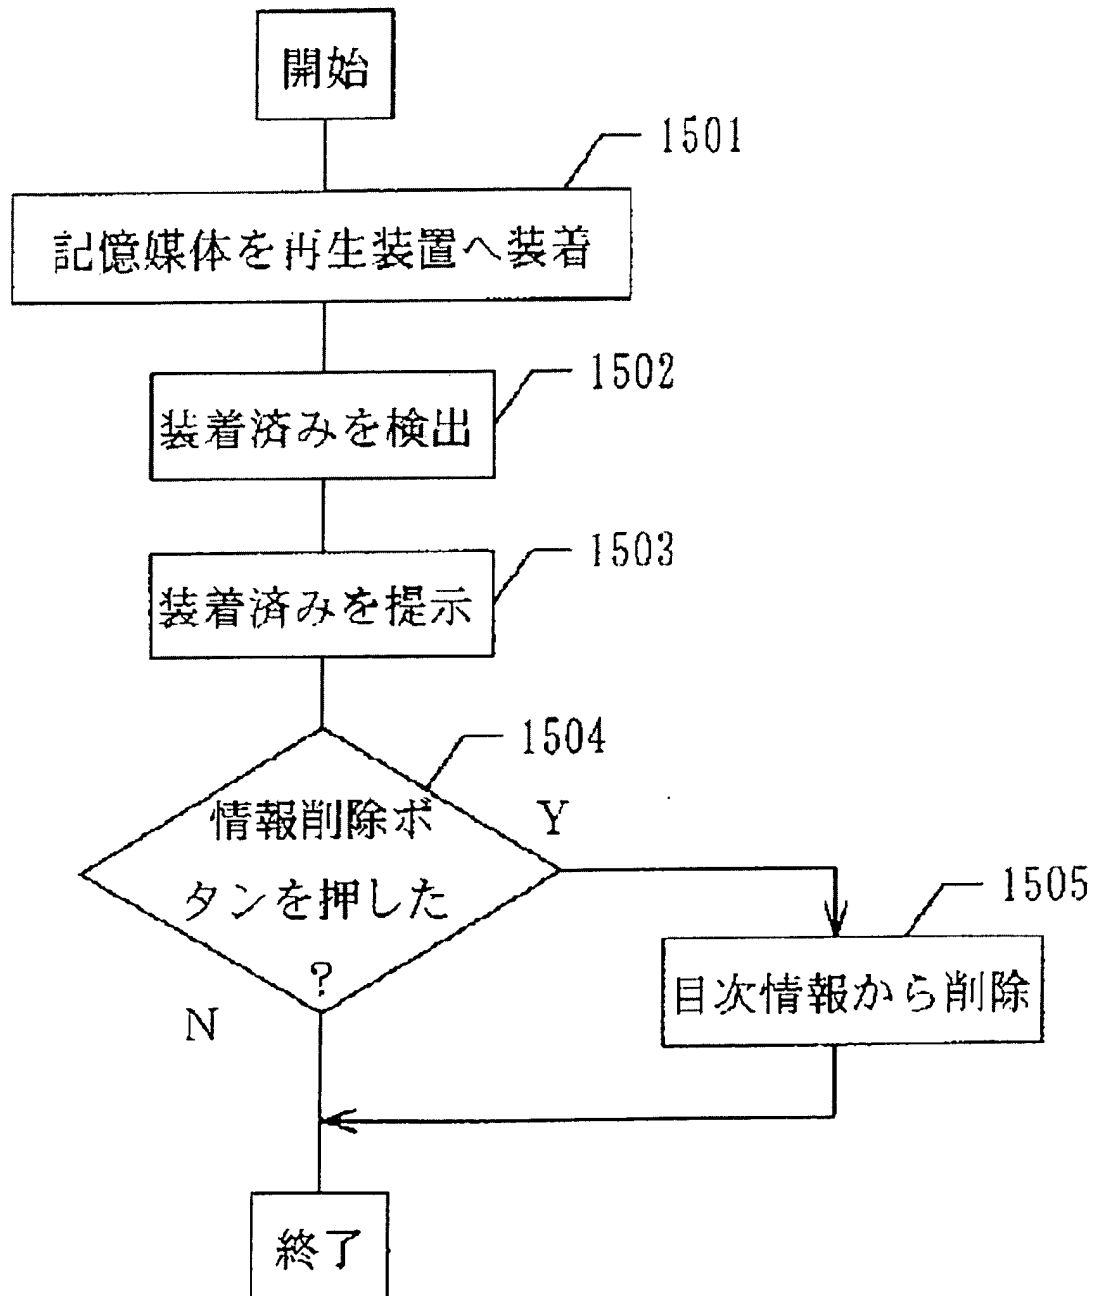 開始
1501
記憶媒体を再生装置へ装着
1502
装着済みを検出
1503
装着済みを提示
1504
情報削除ボ
Y
タンを押した
1505
?
目次情報から削除
N
終了